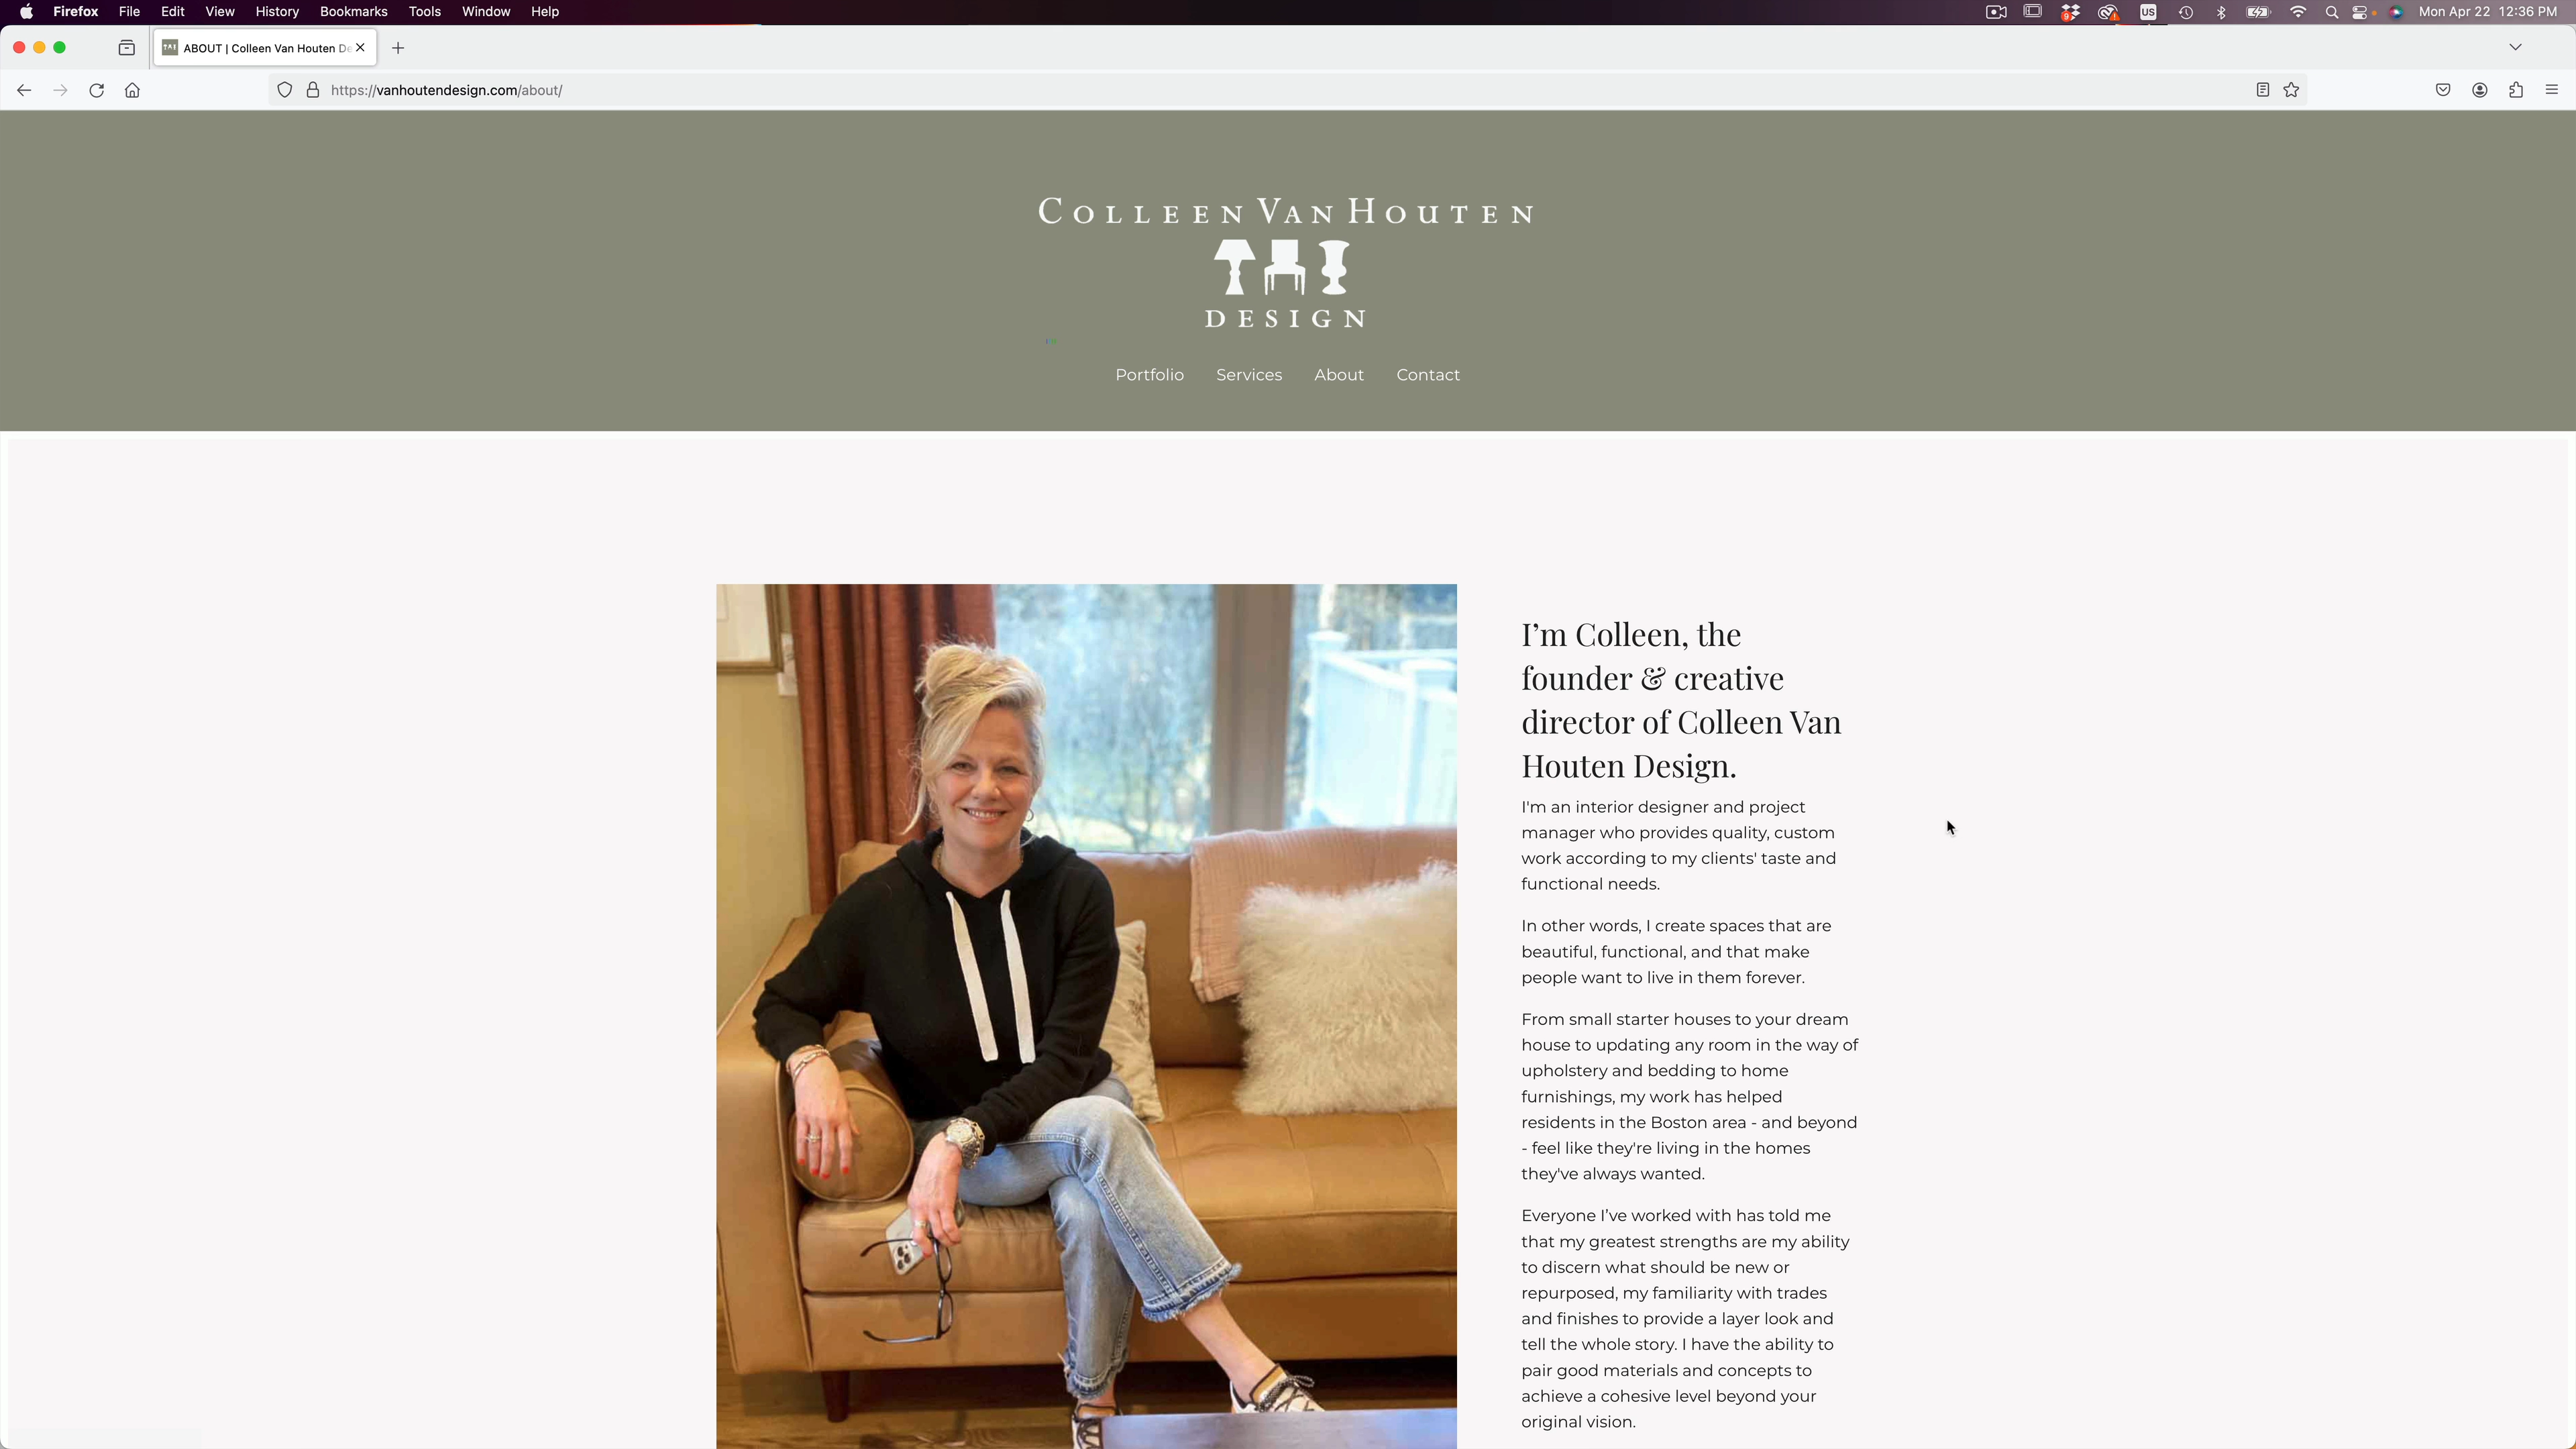 Firefox File Edit View History Bookmarks Tools Window Help
US
Mon Apr 22 12:36 PM
ABOUT | Colleen Van Houten De
https://vanhoutendesign.com/about/
COLLEEN VAN HOUTEN
DESIGN
Portfolio Services About Contact
I’m Colleen, the
founder & creative
director of Colleen Van
Houten Design.
I'm an interior designer and project
manager who provides quality, custom
work according to my clients' taste and
functional needs.
In other words, I create spaces that are
beautiful, functional, and that make
people want to live in them forever.
From small starter houses to your dream
house to updating any room in the way of
upholstery and bedding to home
furnishings, my work has helped
residents in the Boston area - and beyond
- feel like they're living in the homes
they've always wanted.
Everyone I’ve worked with has told me
that my greatest strengths are my ability
to discern what should be new or
repurposed, my familiarity with trades
and finishes to provide a layer look and
tell the whole story. I have the ability to
pair good materials and concepts to
achieve a cohesive level beyond your
original vision.